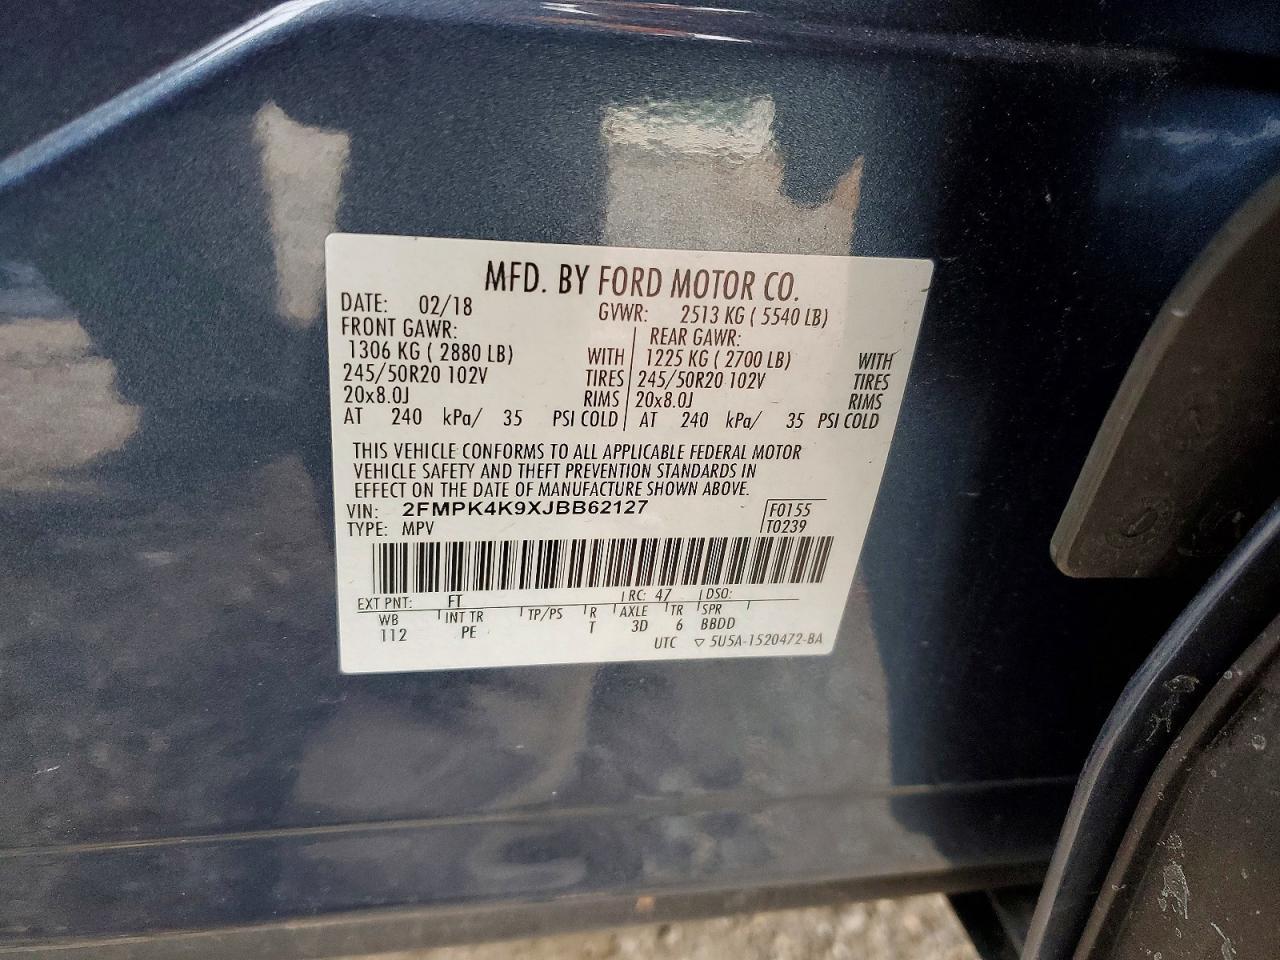 MFD. BY FORD MOTOR CO.
DATE: 02/18 GVWR: 2513 KG ( 5540 LB)
FRONT GAWR: REAR GAWR:
1306 KG ( 2880 LB) WITH 1225 KG ( 2700 LB) WITH
245/50R20 102V TIRES 245/50R20 102V TIRES
20x8.0J RIMS 20x8.0J RIMS
AT 240 kPa/ 35 PSI COLD AT 240 kPa/ 35 PSI COLD
THIS VEHICLE CONFORMS TO ALL APPLICABLE FEDERAL MOTOR
VEHICLE SAFETY AND THEFT PREVENTION STANDARDS IN
EFFECT ON THE DATE OF MANUFACTURE SHOWN ABOVE.
VIN: 2FMPK4K9XJBB62127 F0155
TYPE: MPV T0239
EXT PNT: FT RC: 47 DSO:
WB INT TR TP/PS R AXLE TR SPR
112 PE T 3D 6 BBDD
UTC ▽ 5U5A-1520472-BA